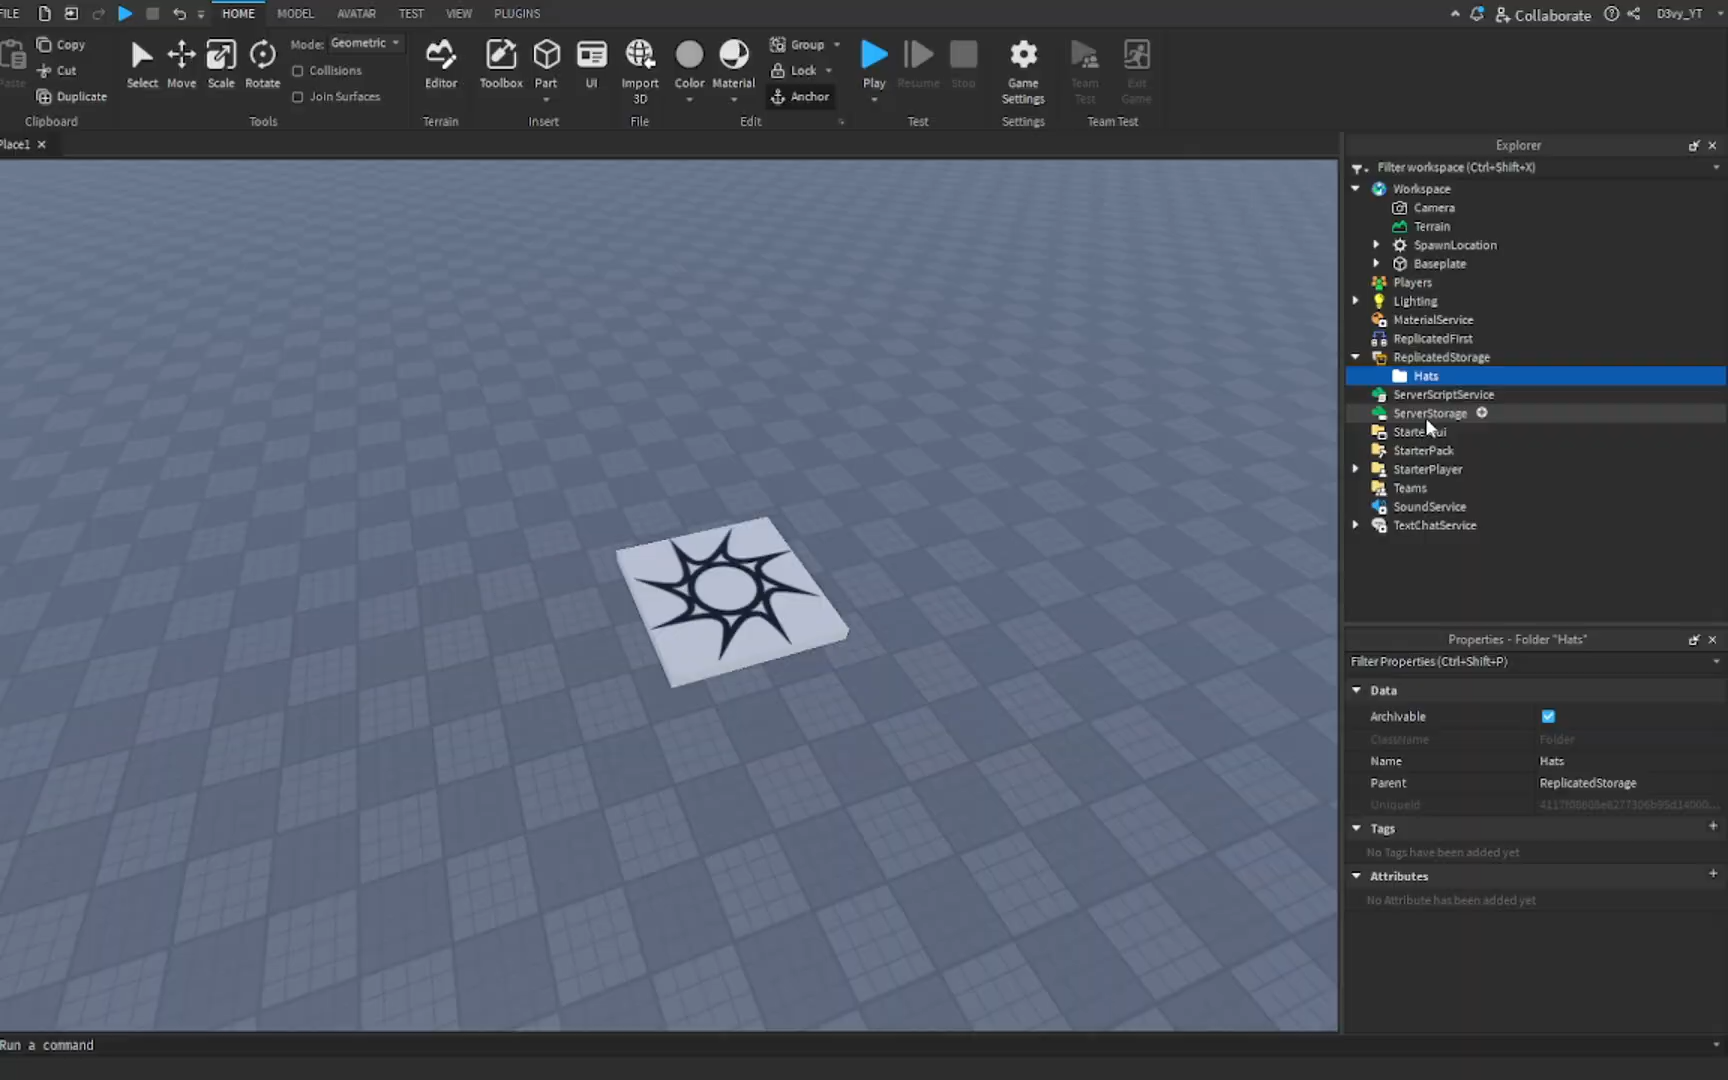 FILE HOME MODEL AVATAR TEST VIEW PLUGINS Collaborate D3vy_YT
Paste Copy Cut Duplicate Clipboard
Select Move Scale Rotate Mode: Geometric Collisions Join Surfaces Tools
Editor Terrain
Toolbox Part UI Insert
Import 3D File
Color Material Group Lock Anchor Edit
Play Resume Stop Test
Game Settings Settings
Team Test Exit Game Team Test
Place1
Explorer
Filter workspace (Ctrl+Shift+X)
Workspace
Camera
Terrain
SpawnLocation
Baseplate
Players
Lighting
MaterialService
ReplicatedFirst
ReplicatedStorage
Hats
ServerScriptService
ServerStorage
StarterPack
StarterPlayer
Teams
SoundService
TextChatService
Properties - Folder "Hats"
Filter Properties (Ctrl+Shift+P)
Data
Archivable
ClassName Folder
Name Hats
Parent ReplicatedStorage
UniqueId
Tags
No Tags have been added yet
Attributes
No Attribute has been added yet
Run a command